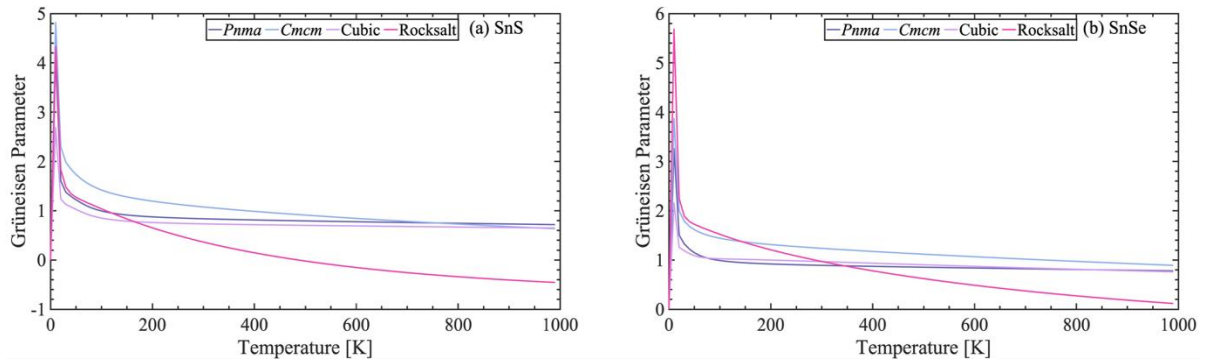 Pnma Cmcm Cubic Rocksalt (a) SnS
5
4
3
2
1
0
-1
Grüneisen Parameter
0 200 400 600 800 1000
Temperature [K]
Pnma Cmcm Cubic Rocksalt (b) SnSe
6
5
4
3
2
1
0
Grüneisen Parameter
0 200 400 600 800 1000
Temperature [K]